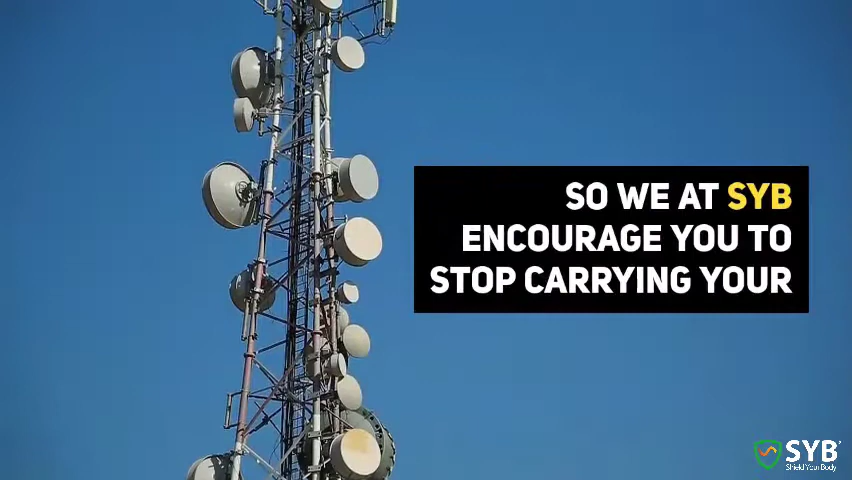 SO WE AT SYB
ENCOURAGE YOU TO
STOP CARRYING YOUR
SYB
Shield Your Body